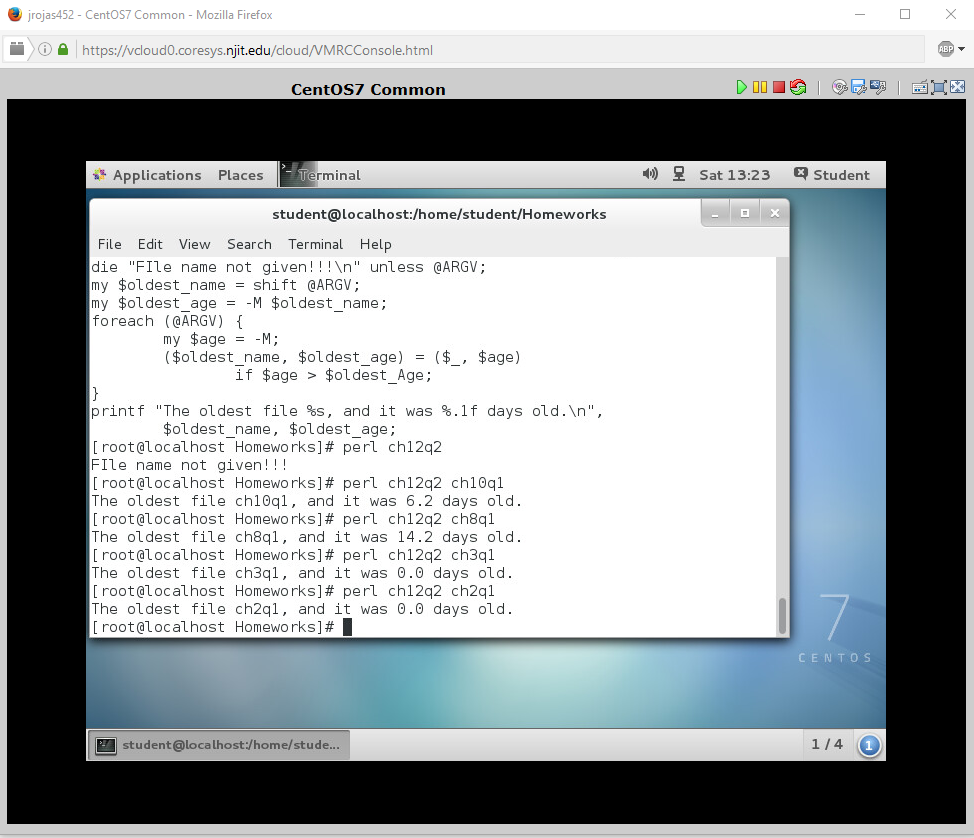 jrojas452 - CentOS7 Common - Mozilla Firefox
https://vcloud0.coresys.njit.edu/cloud/VMRCConsole.html
ABP
CentOS7 Common
Applications Places Terminal Sat 13:23 Student
student@localhost:/home/student/Homeworks
File Edit View Search Terminal Help
die "FIle name not given!!!\n" unless @ARGV;
my $oldest_name = shift @ARGV;
my $oldest_age = -M $oldest_name;
foreach (@ARGV) {
my $age = -M;
($oldest_name, $oldest_age) = ($_, $age)
if $age > $oldest_Age;
}
printf "The oldest file %s, and it was %.1f days old.\n",
$oldest_name, $oldest_age;
[root@localhost Homeworks]# perl ch12q2
FIle name not given!!!
[root@localhost Homeworks]# perl ch12q2 ch10q1
The oldest file ch10q1, and it was 6.2 days old.
[root@localhost Homeworks]# perl ch12q2 ch8q1
The oldest file ch8q1, and it was 14.2 days old.
[root@localhost Homeworks]# perl ch12q2 ch3q1
The oldest file ch3q1, and it was 0.0 days old.
[root@localhost Homeworks]# perl ch12q2 ch2q1
The oldest file ch2q1, and it was 0.0 days old.
[root@localhost Homeworks]#
7
CENTOS
student@localhost:/home/stude...
1 / 4
1